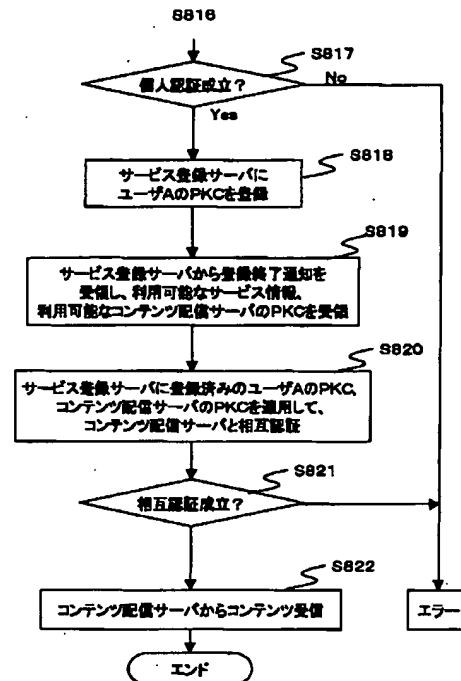 S816
S817
個人認証成立？
No
Yes
S818
サービス登録サーバに
ユーザAのPKCを登録
S819
サービス登録サーバから登録終了通知を
受領し、利用可能なサービス情報、
利用可能なコンテンツ配信サーバのPKCを受領
S820
サービス登録サーバに登録済みのユーザAのPKC、
コンテンツ配信サーバのPKCを適用して、
コンテンツ配信サーバと相互認証
S821
相互認証成立？
S822
コンテンツ配信サーバからコンテンツ受信
エラー
エンド